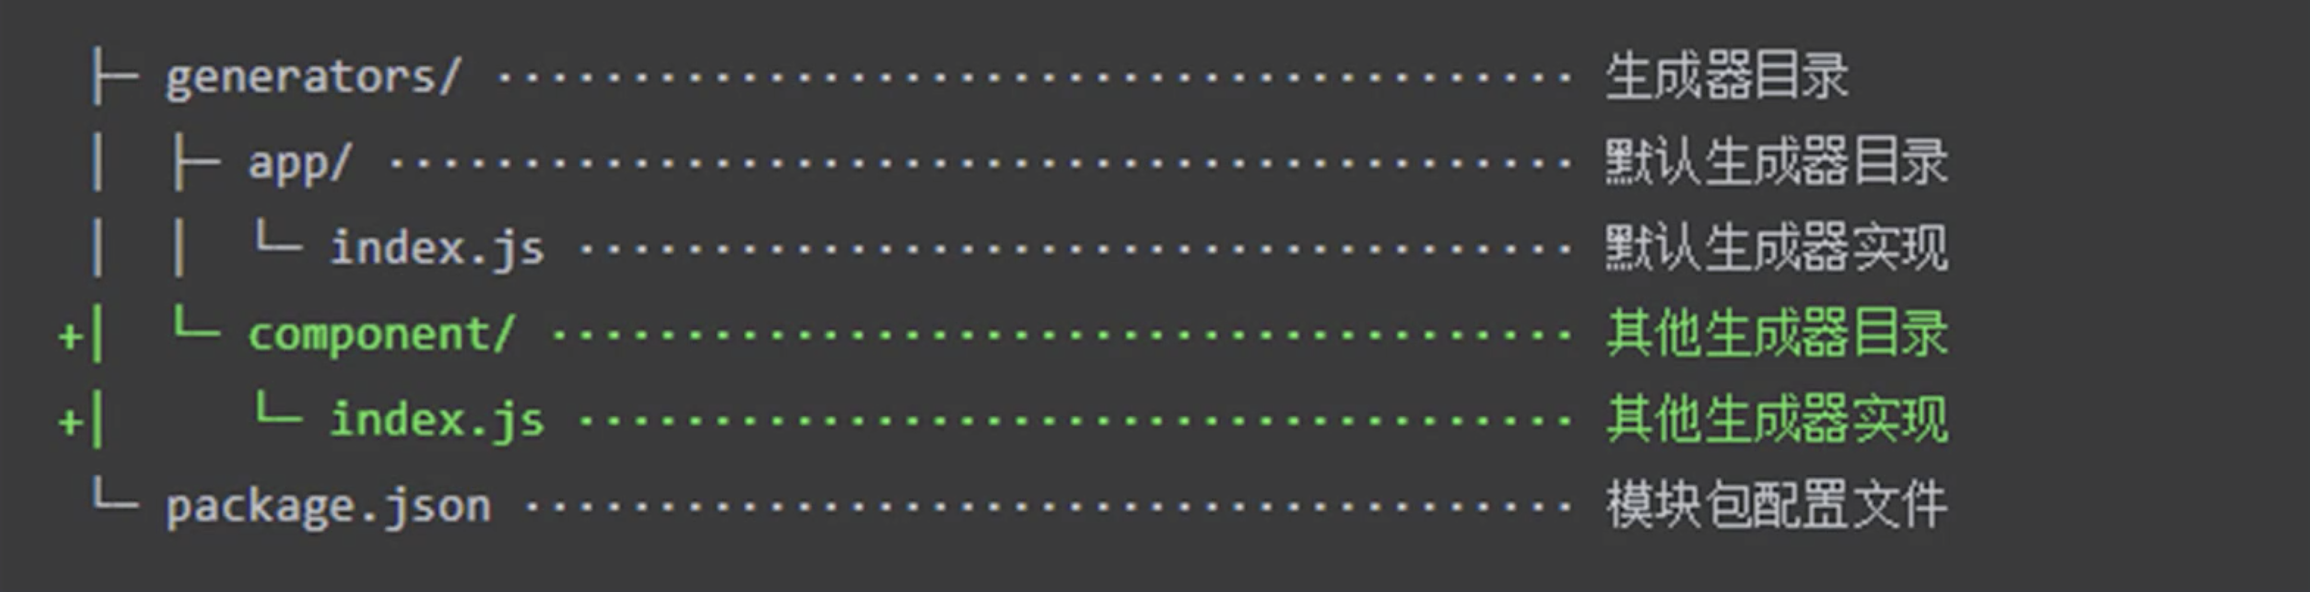 ├─ generators/ ········································ 生成器目录
│  ├─ app/ ············································ 默认生成器目录
│  │  └─ index.js ····································· 默认生成器实现
+│  └─ component/ ······································ 其他生成器目录
+│     └─ index.js ····································· 其他生成器实现
└─ package.json ······································· 模块包配置文件